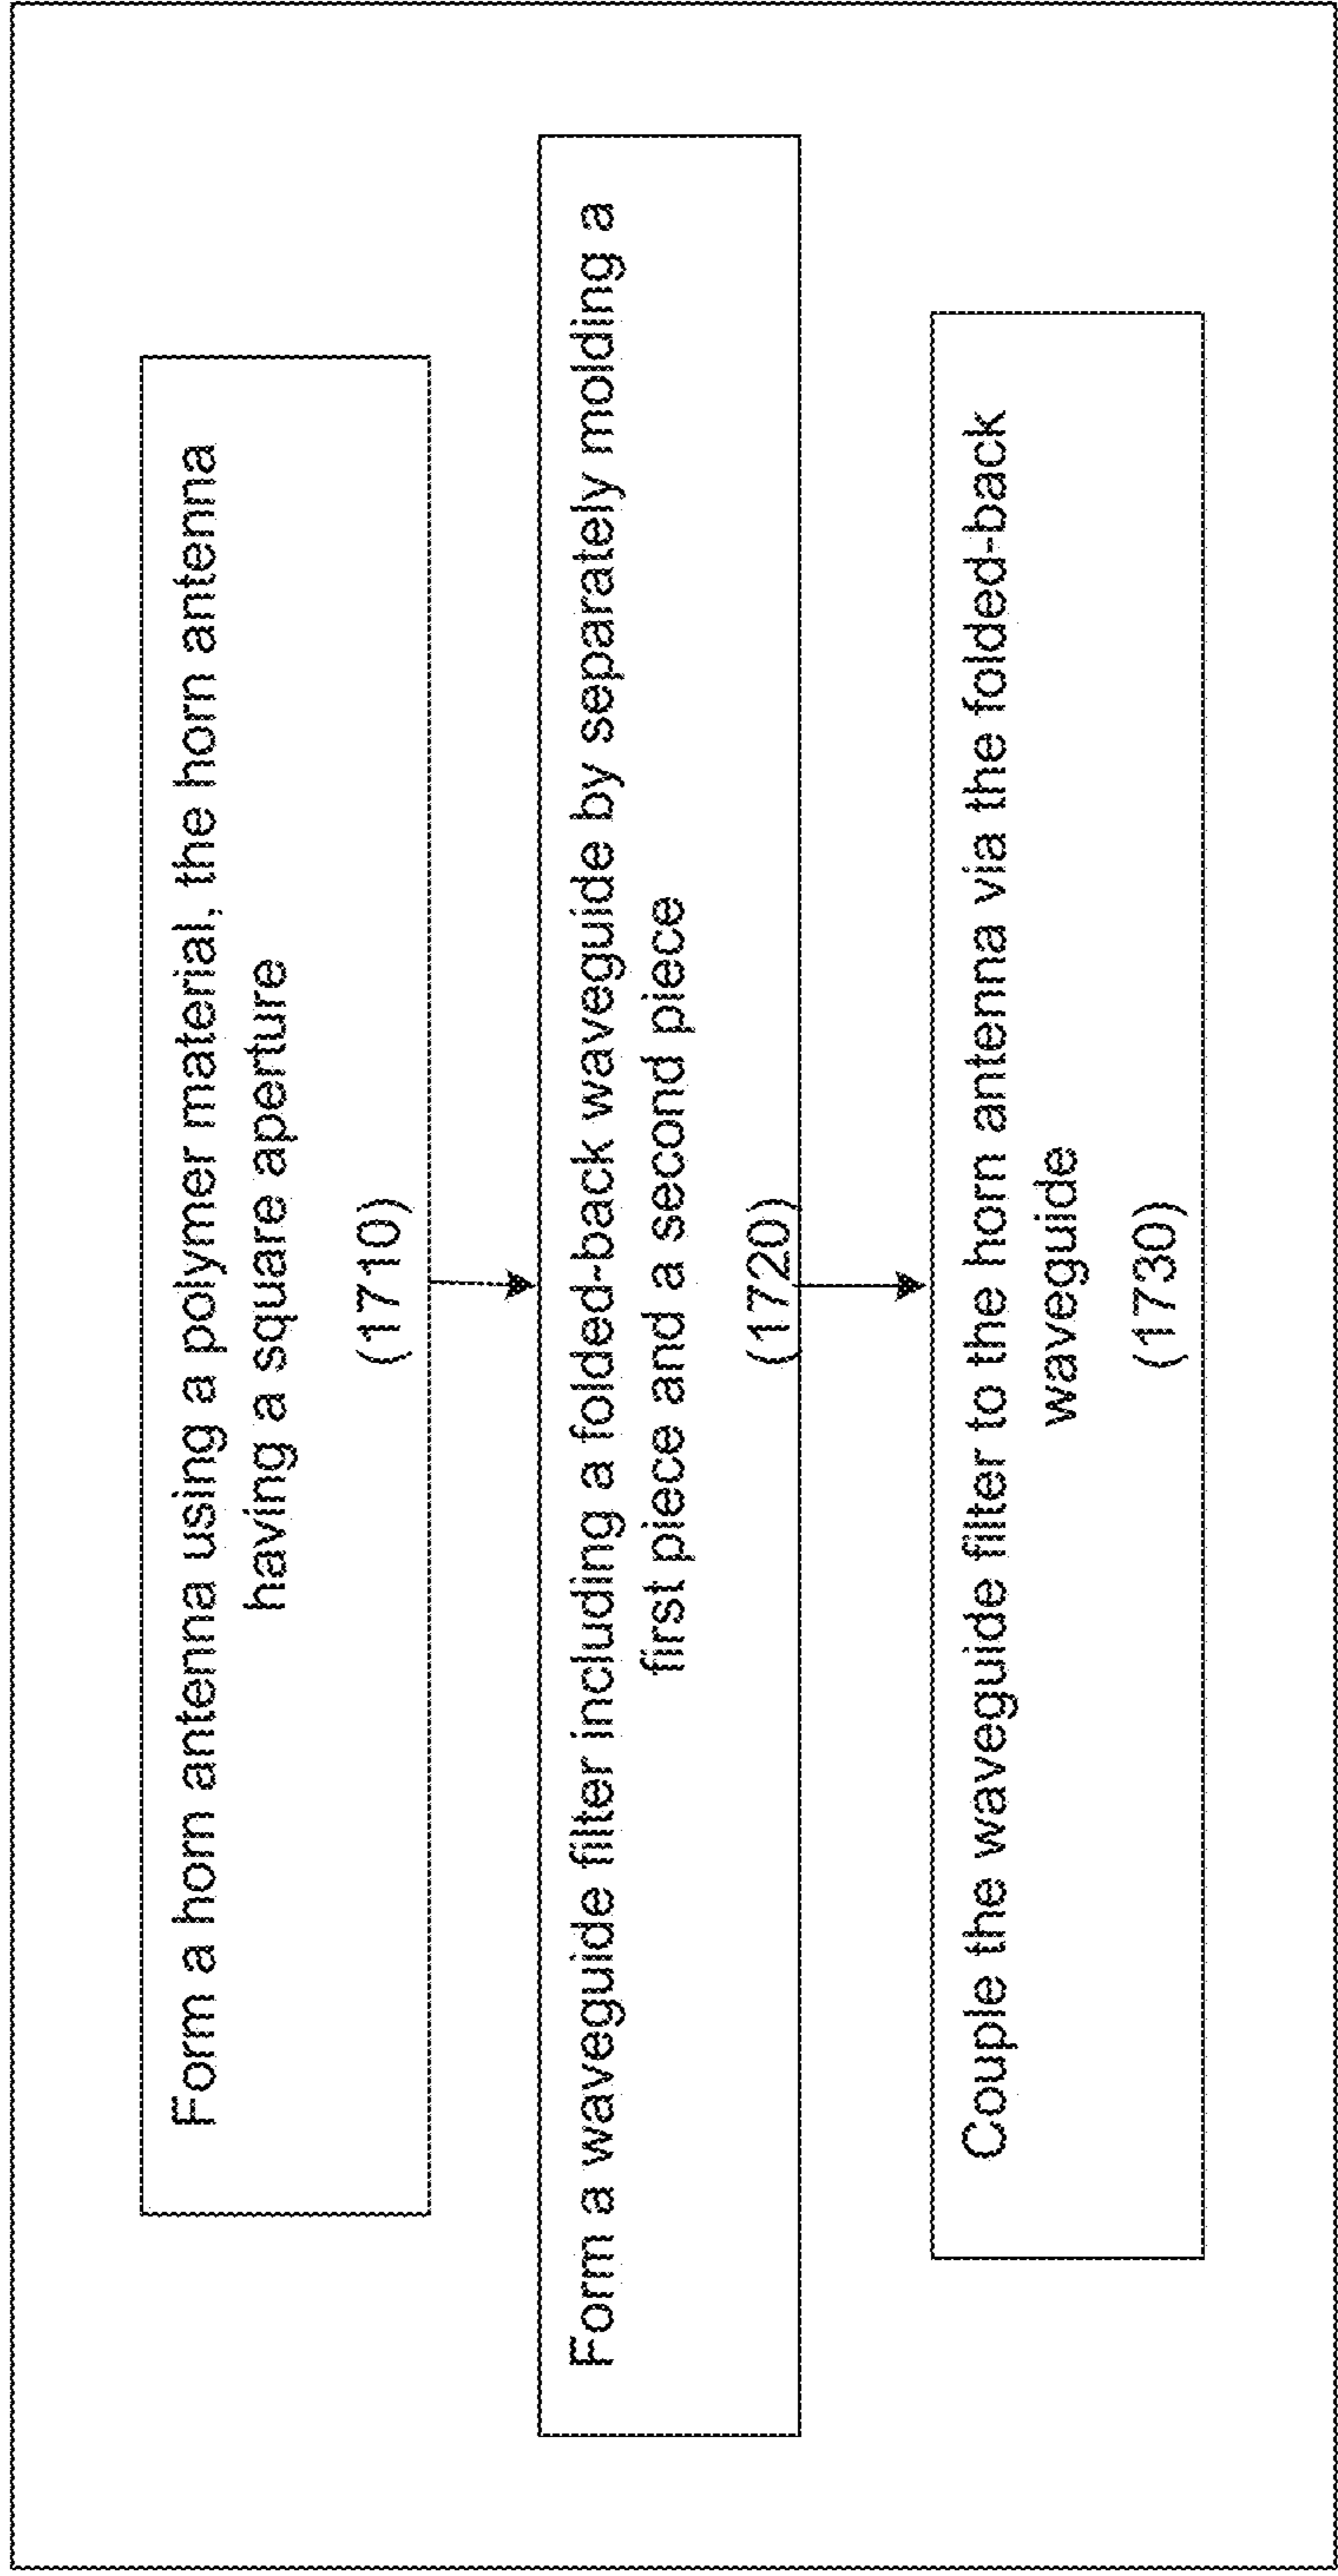 Form a horn antenna using a polymer material, the horn antenna
having a square aperture
(1710)
Form a waveguide filter including a folded-back waveguide by separately molding a
first piece and a second piece
(1720)
Couple the waveguide filter to the horn antenna via the folded-back
waveguide
(1730)